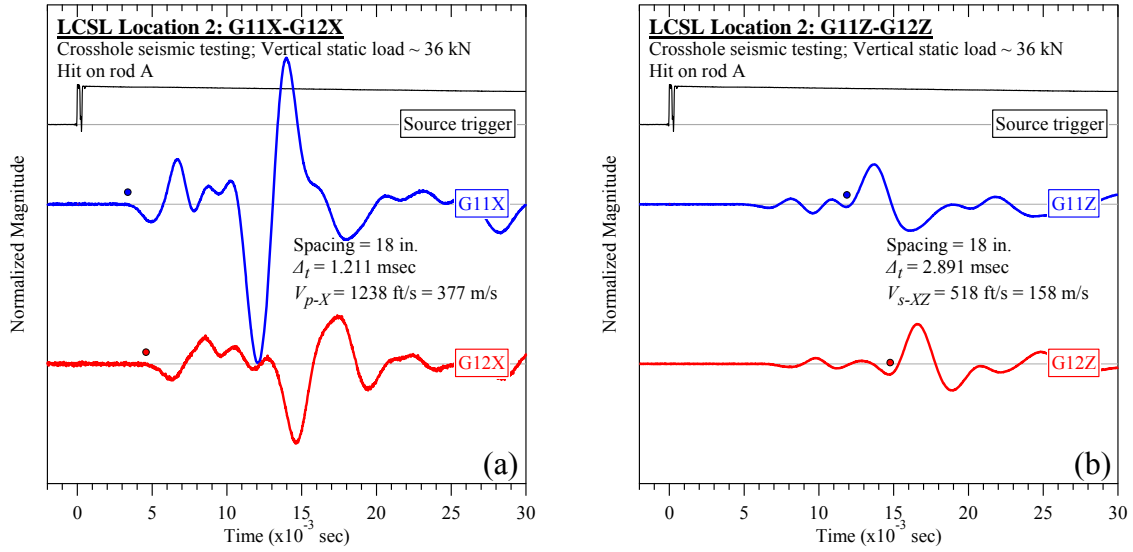 LCSL Location 2: G11X-G12X
Crosshole seismic testing; Vertical static load ~ 36 kN
Hit on rod A
Source trigger
G11X
Spacing = 18 in.
Δt = 1.211 msec
Vp-X = 1238 ft/s = 377 m/s
G12X
(a)
Normalized Magnitude
0 5 10 15 20 25 30
Time (x10-3 sec)
LCSL Location 2: G11Z-G12Z
Crosshole seismic testing; Vertical static load ~ 36 kN
Hit on rod A
Source trigger
G11Z
Spacing = 18 in.
Δt = 2.891 msec
Vs-XZ = 518 ft/s = 158 m/s
G12Z
(b)
Normalized Magnitude
0 5 10 15 20 25 30
Time (x10-3 sec)